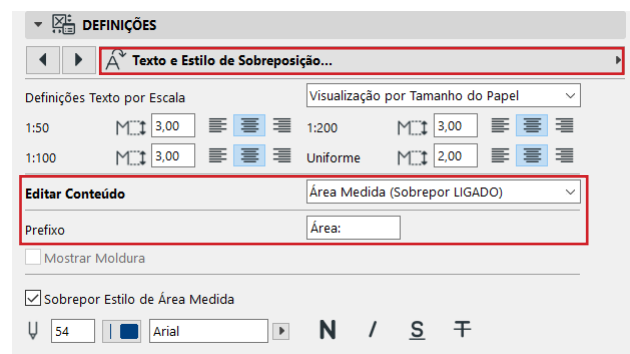 DEFINIÇÕES
Texto e Estilo de Sobreposição...
Definições Texto por Escala Visualização por Tamanho do Papel
1:50 3,00 1:200 3,00
1:100 3,00 Uniforme 2,00
Editar Conteúdo Área Medida (Sobrepor LIGADO)
Prefixo Área:
Mostrar Moldura
Sobrepor Estilo de Área Medida
54 Arial N I S T